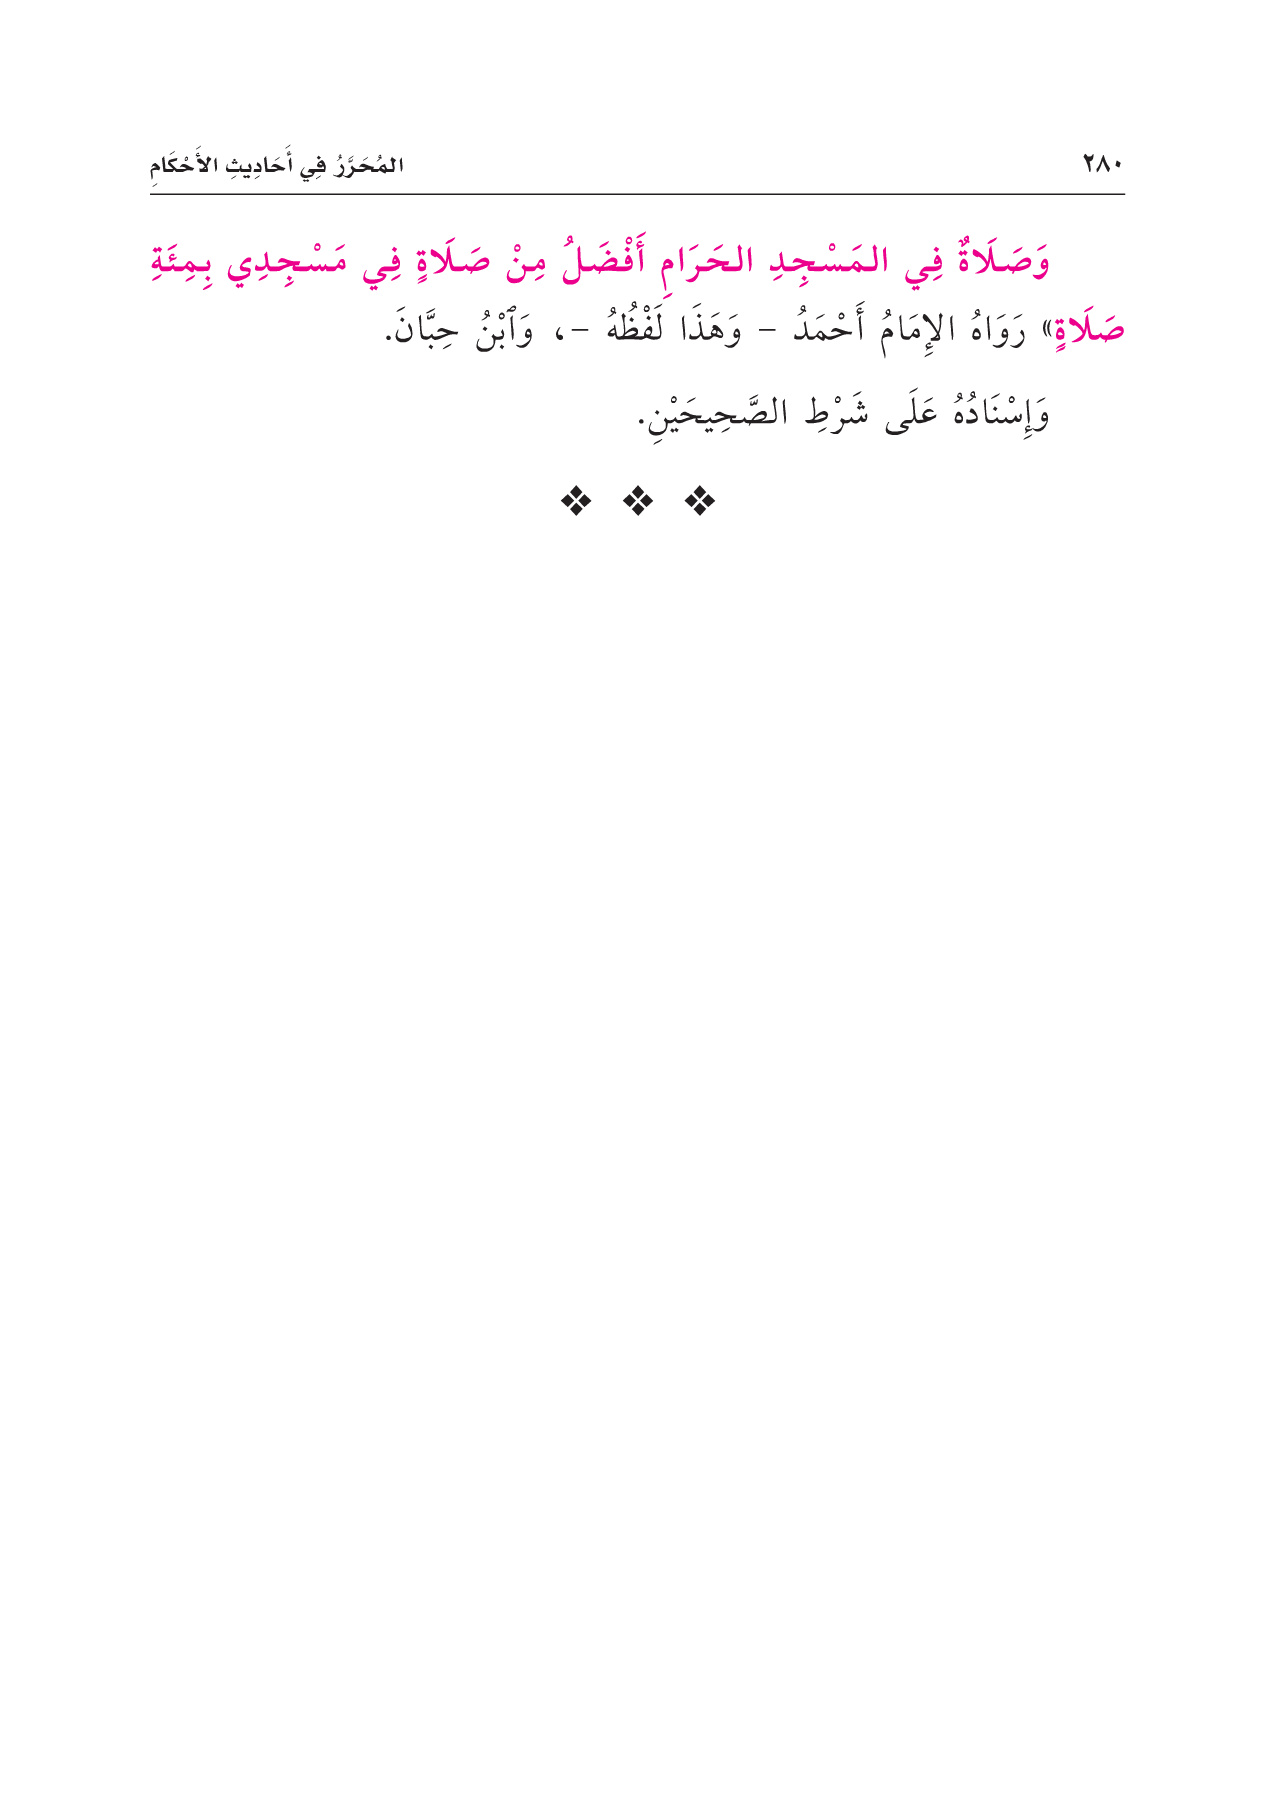 ٢٨٠ المُحَرَّرُ فِي أَحَادِيثِ الأَحْكَامِ
وَصَلَاةٌ فِي المَسْجِدِ الحَرَامِ أَفْضَلُ مِنْ صَلَاةٍ فِي مَسْجِدِي بِمِئَةِ
صَلَاةٍ» رَوَاهُ الإِمَامُ أَحْمَدُ – وَهَذَا لَفْظُهُ –، وَٱبْنُ حِبَّانَ.
وَإِسْنَادُهُ عَلَى شَرْطِ الصَّحِيحَيْنِ.